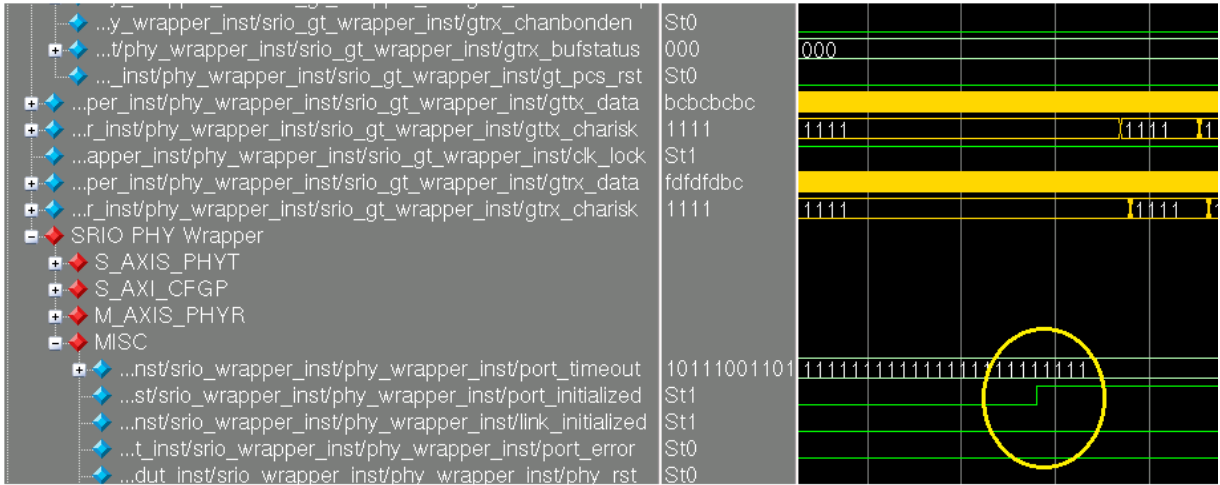 ...y_wrapper_inst/srio_gt_wrapper_inst/gtrx_chanbonden St0
...t/phy_wrapper_inst/srio_gt_wrapper_inst/gtrx_bufstatus 000 000
..._inst/phy_wrapper_inst/srio_gt_wrapper_inst/gt_pcs_rst St0
...per_inst/phy_wrapper_inst/srio_gt_wrapper_inst/gttx_data bcbcbcbc
...r_inst/phy_wrapper_inst/srio_gt_wrapper_inst/gttx_charisk 1111 1111 1111 1
...apper_inst/phy_wrapper_inst/srio_gt_wrapper_inst/clk_lock St1
...per_inst/phy_wrapper_inst/srio_gt_wrapper_inst/gtrx_data fdfdfdbc
...r_inst/phy_wrapper_inst/srio_gt_wrapper_inst/gtrx_charisk 1111 1111 1111 1
SRIO PHY Wrapper
S_AXIS_PHYT
S_AXI_CFGP
M_AXIS_PHYR
MISC
...nst/srio_wrapper_inst/phy_wrapper_inst/port_timeout 10111001101 111111111111111111111111
...st/srio_wrapper_inst/phy_wrapper_inst/port_initialized St1
...nst/srio_wrapper_inst/phy_wrapper_inst/link_initialized St1
...t_inst/srio_wrapper_inst/phy_wrapper_inst/port_error St0
...dut_inst/srio_wrapper_inst/phy_wrapper_inst/phy_rst St0